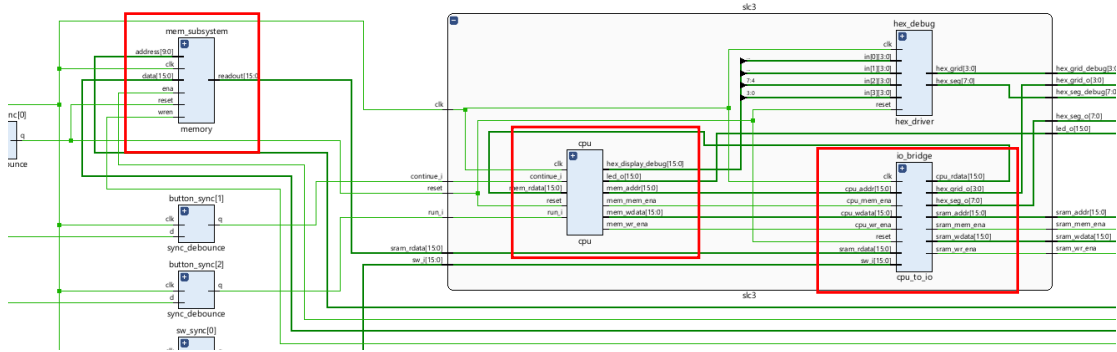 slc3
mem_subsystem
address[9:0]
clk
data[15:0]
ena
reset
wren
readout[15:0]
memory
nc[0]
q
unce
button_sync[1]
clk
d
q
sync_debounce
button_sync[2]
clk
d
q
sync_debounce
sw_sync[0]
clk
continue_i
reset
run_i
sram_rdata[15:0]
sw_i[15:0]
cpu
clk
continue_i
mem_rdata[15:0]
reset
run_i
hex_display_debug[15:0]
led_o[15:0]
mem_addr[15:0]
mem_mem_ena
mem_wdata[15:0]
mem_wr_ena
cpu
hex_debug
clk
in[0][3:0]
in[1][3:0]
7:4
in[2][3:0]
3:0
in[3][3:0]
reset
hex_grid[3:0]
hex_seg[7:0]
hex_driver
io_bridge
clk
cpu_addr[15:0]
cpu_mem_ena
cpu_wdata[15:0]
cpu_wr_ena
reset
sram_rdata[15:0]
sw_i[15:0]
cpu_rdata[15:0]
hex_grid_o[3:0]
hex_seg_o[7:0]
sram_addr[15:0]
sram_mem_ena
sram_wdata[15:0]
sram_wr_ena
cpu_to_io
hex_grid_debug[3:0
hex_grid_o[3:0]
hex_seg_debug[7:0
hex_seg_o[7:0]
led_o[15:0]
sram_addr[15:0]
sram_mem_ena
sram_wdata[15:0]
sram_wr_ena
slc3